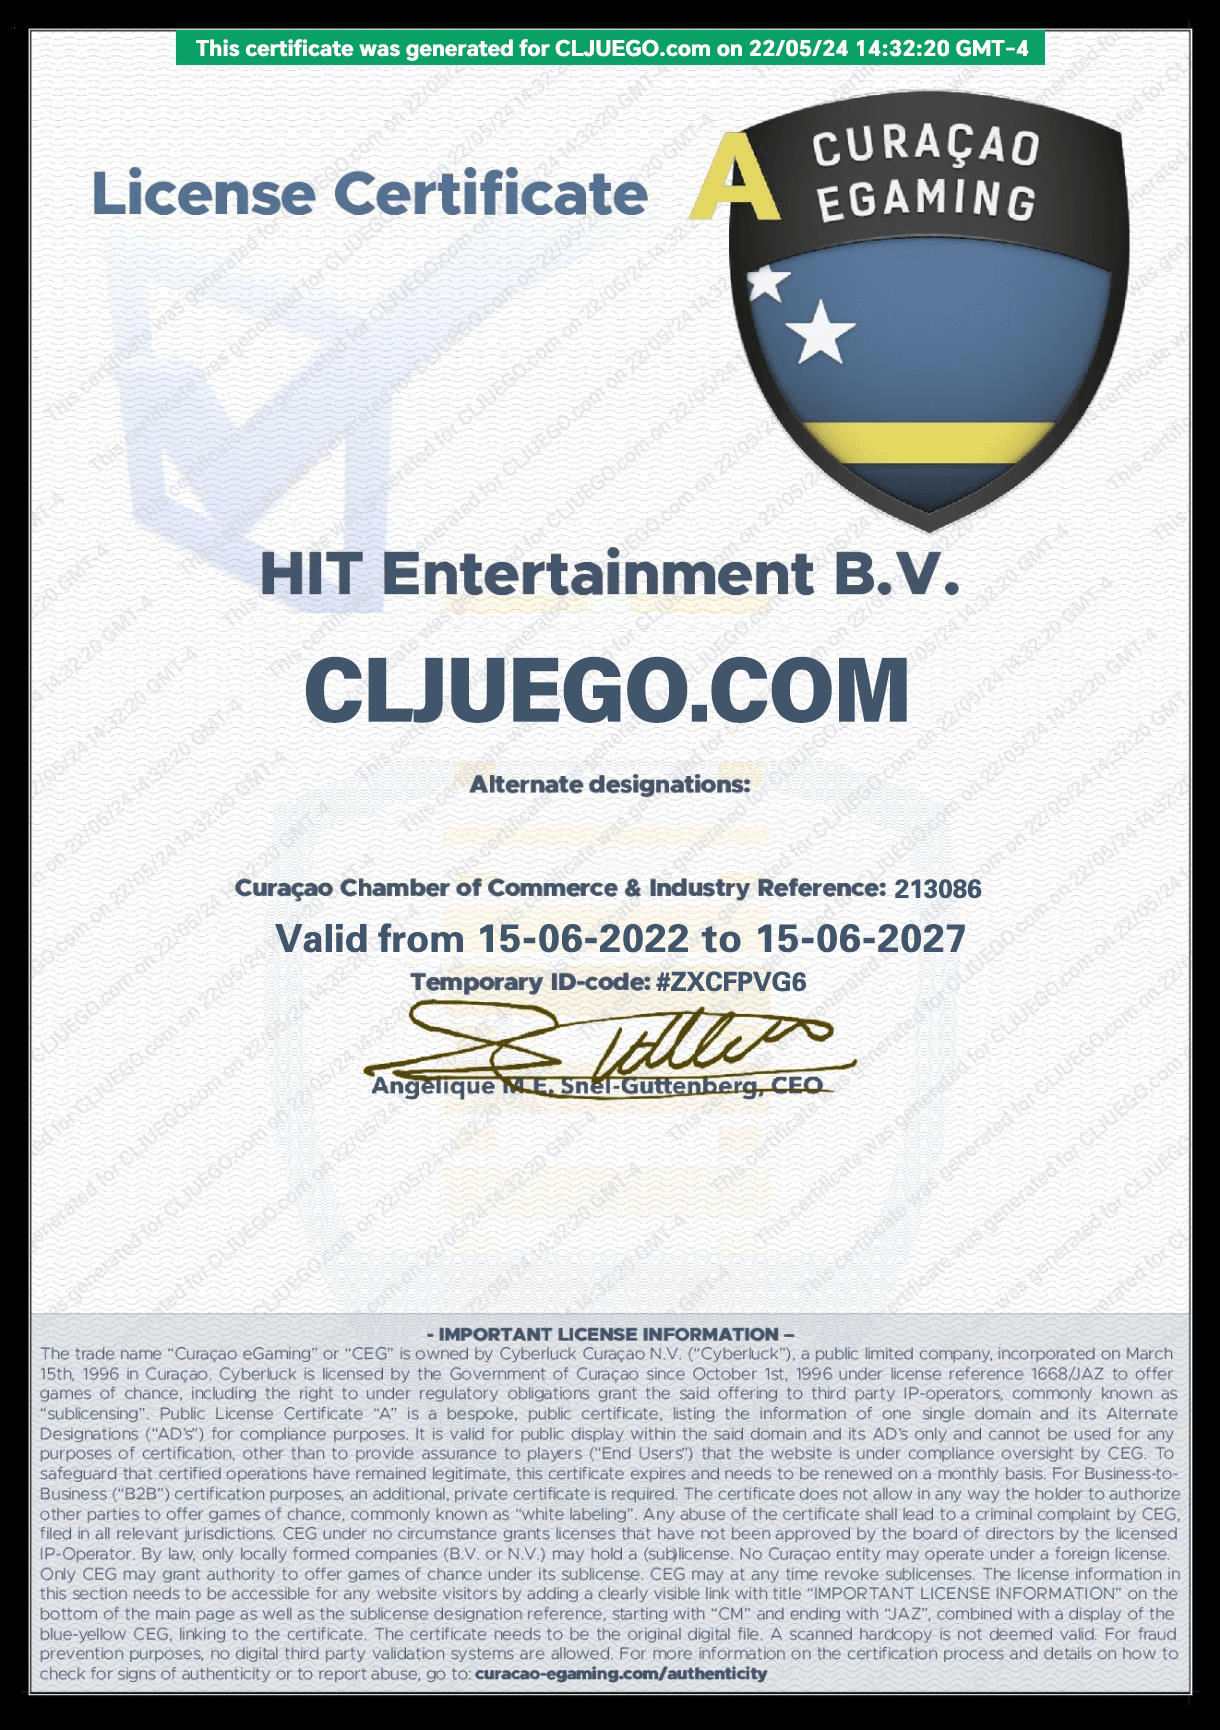 This certificate was generated for CLJUEGO.com on 22/05/24 14:32:20 GMT-4
License Certificate
A
CURAÇAO
EGAMING
HIT Entertainment B.V.
CLJUEGO.COM
Alternate designations:
Curaçao Chamber of Commerce & Industry Reference: 213086
Valid from 15-06-2022 to 15-06-2027
Temporary ID-code: #ZXCFPVG6
Angelique M.E. Snel-Guttenberg, CEO
- IMPORTANT LICENSE INFORMATION –
The trade name “Curaçao eGaming” or “CEG” is owned by Cyberluck Curaçao N.V. (“Cyberluck”), a public limited company, incorporated on March
15th, 1996 in Curaçao. Cyberluck is licensed by the Government of Curaçao since October 1st, 1996 under license reference 1668/JAZ to offer
games of chance, including the right to under regulatory obligations grant the said offering to third party IP-operators, commonly known as
“sublicensing”. Public License Certificate “A” is a bespoke, public certificate, listing the information of one single domain and its Alternate
Designations (“AD’s”) for compliance purposes. It is valid for public display within the said domain and its AD’s only and cannot be used for any
purposes of certification, other than to provide assurance to players (“End Users”) that the website is under compliance oversight by CEG. To
safeguard that certified operations have remained legitimate, this certificate expires and needs to be renewed on a monthly basis. For Business-to-
Business (“B2B”) certification purposes, an additional, private certificate is required. The certificate does not allow in any way the holder to authorize
other parties to offer games of chance, commonly known as “white labeling”. Any abuse of the certificate shall lead to a criminal complaint by CEG,
filed in all relevant jurisdictions. CEG under no circumstance grants licenses that have not been approved by the board of directors by the licensed
IP-Operator. By law, only locally formed companies (B.V. or N.V.) may hold a (sub)license. No Curaçao entity may operate under a foreign license.
Only CEG may grant authority to offer games of chance under its sublicense. CEG may at any time revoke sublicenses. The license information in
this section needs to be accessible for any website visitors by adding a clearly visible link with title “IMPORTANT LICENSE INFORMATION” on the
bottom of the main page as well as the sublicense designation reference, starting with “CM” and ending with “JAZ”, combined with a display of the
blue-yellow CEG, linking to the certificate. The certificate needs to be the original digital file. A scanned hardcopy is not deemed valid. For fraud
prevention purposes, no digital third party validation systems are allowed. For more information on the certification process and details on how to
check for signs of authenticity or to report abuse, go to: curacao-egaming.com/authenticity